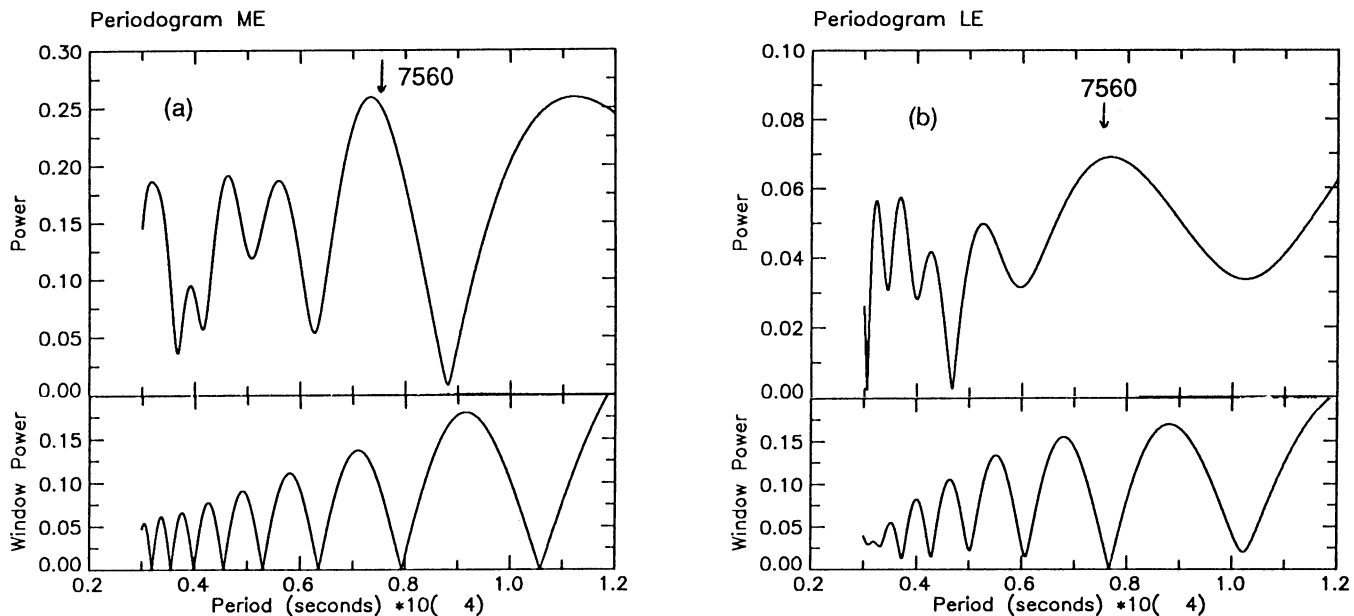 Periodogram ME
0.30
0.25
0.20
0.15
0.10
0.05
0.00
Power
(a)
7560
0.15
0.10
0.05
0.00
Window Power
0.2 0.4 0.6 0.8 1.0 1.2
Period (seconds) *10( 4)
Periodogram LE
0.10
0.08
0.06
0.04
0.02
0.00
Power
(b)
7560
0.15
0.10
0.05
0.00
Window Power
0.2 0.4 0.6 0.8 1.0 1.2
Period (seconds) *10( 4)